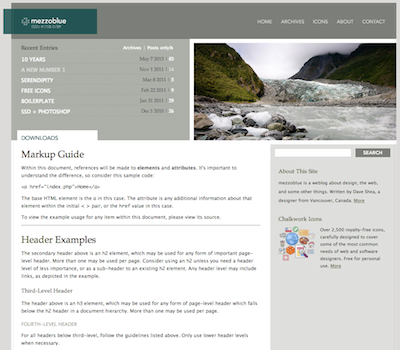 mezzoblue
HOME ARCHIVES ICONS ABOUT CONTACT
Recent Entries
Archives | Posts only
10 YEARS May 7 2012 |
A NEW NUMBER 1 Nov 1 2011 |
SERENDIPITY Mar 8 2011 |
FREE ICONS Feb 22 2011 |
BOILERPLATE Jan 31 2011 |
SSD + PHOTOSHOP Dec 1 2010 |
DOWNLOADS
Markup Guide
Within this document, references will be made to elements and attributes. It's important to
understand the difference, so consider this sample code:
<a href="index.php">Home</a>
The base HTML element is the a in this case. The attribute is any additional information about that
element within the initial < > pair, or the href value in this case.
To view the example usage for any item within this document, please view its source.
Header Examples
The secondary header above is an h2 element, which may be used for any form of important page-
level header. More than one may be used per page. Consider using an h2 unless you need a header
level of less importance, or as a sub-header to an existing h2 element. Any header level may include
links, as depicted in the example.
Third-Level Header
The header above is an h3 element, which may be used for any form of page-level header which falls
below the h2 header in a document hierarchy. More than one may be used per page.
FOURTH-LEVEL HEADER
For all headers below third-level, follow the guidelines listed above. Only use lower header levels
when necessary.
SEARCH
About This Site
mezzoblue is a weblog about design, the web,
and some other things. Written by Dave Shea, a
designer from Vancouver, Canada. More
Chalkwork Icons
Over 2,500 royalty-free icons,
carefully designed to cover
some of the most common
needs of web and software
designers. Free for personal
use. More